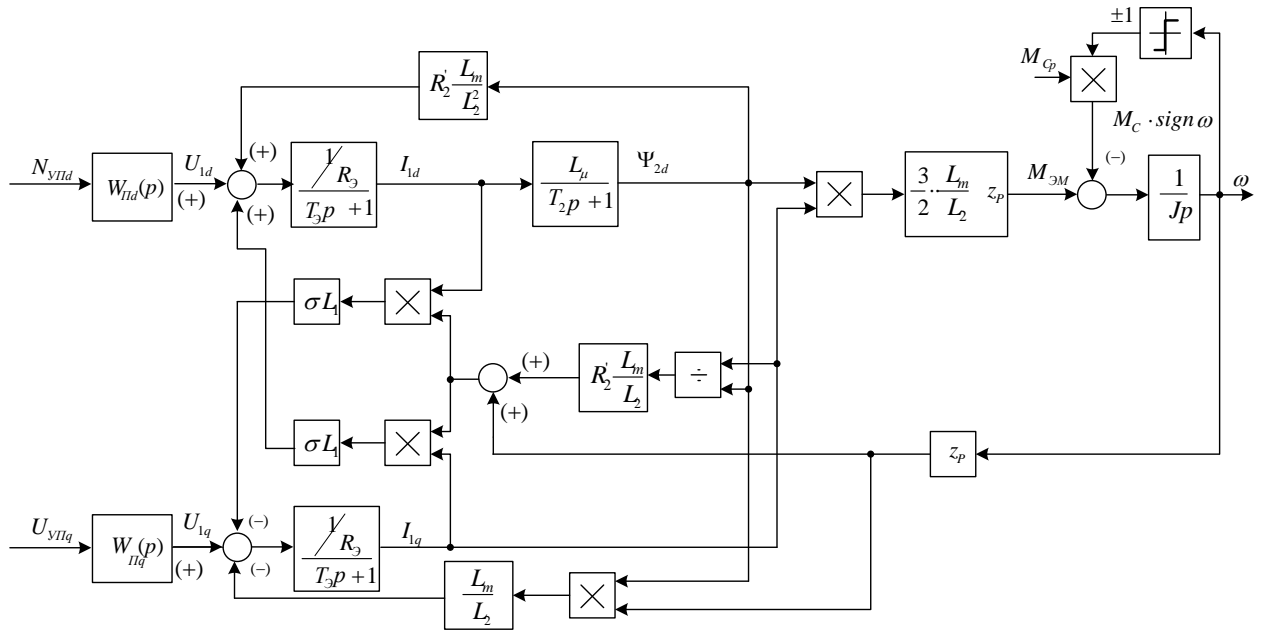 ±1
M_Cp
×
M_C · sign ω
R'_2 L_m / L_2^2
N_УПd
W_Пd(p)
U_1d
(+)
(+)
(+)
1/R_Э / T_Э p + 1
I_1d
L_μ / T_2 p + 1
Ψ_2d
×
3/2 · L_m / L_2 z_P
M_ЭМ
(–)
1 / Jp
ω
σL_1
×
(+)
R'_2 L_m / L_2
÷
(+)
σL_1
×
z_P
U_УПq
W_Пq(p)
U_1q
(+)
(–)
(–)
1/R_Э / T_Э p + 1
I_1q
L_m / L_2
×